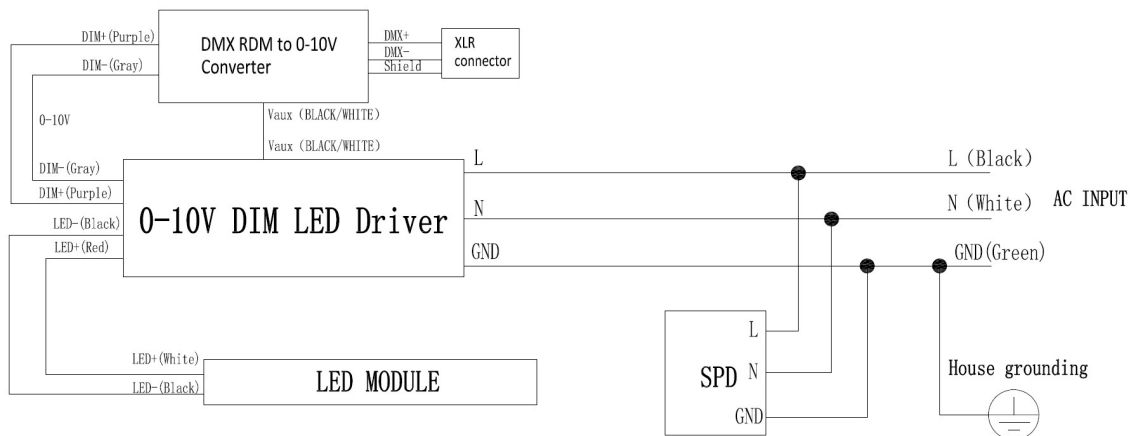 DIM+(Purple)
DMX RDM to 0-10V
Converter
DMX+
DMX-
Shield
XLR
connector
DIM-(Gray)
0-10V
Vaux (BLACK/WHITE)
Vaux (BLACK/WHITE)
DIM-(Gray)
DIM+(Purple)
LED-(Black)
LED+(Red)
0-10V DIM LED Driver
L
N
GND
L (Black)
N (White)
AC INPUT
GND(Green)
L
SPD
N
GND
House grounding
LED+(White)
LED-(Black)
LED MODULE